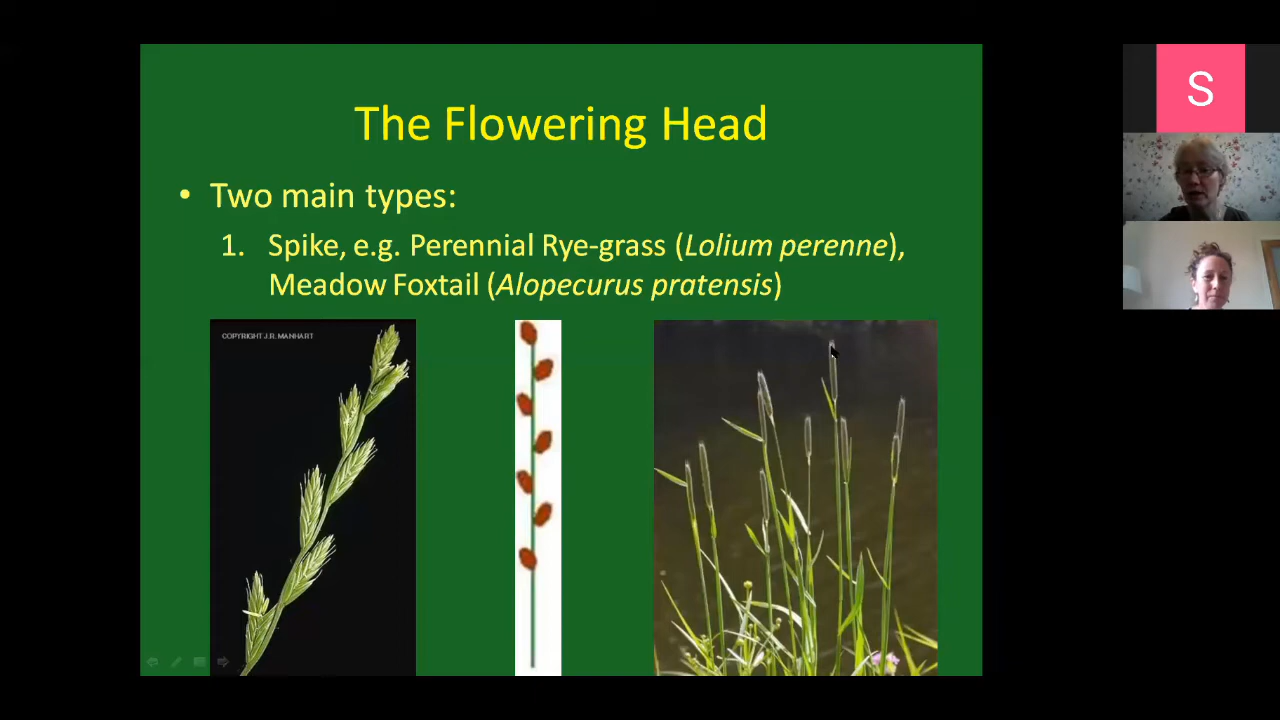 The Flowering Head
• Two main types:
1. Spike, e.g. Perennial Rye-grass (Lolium perenne),
Meadow Foxtail (Alopecurus pratensis)
COPYRIGHT J.R. MANHART
S